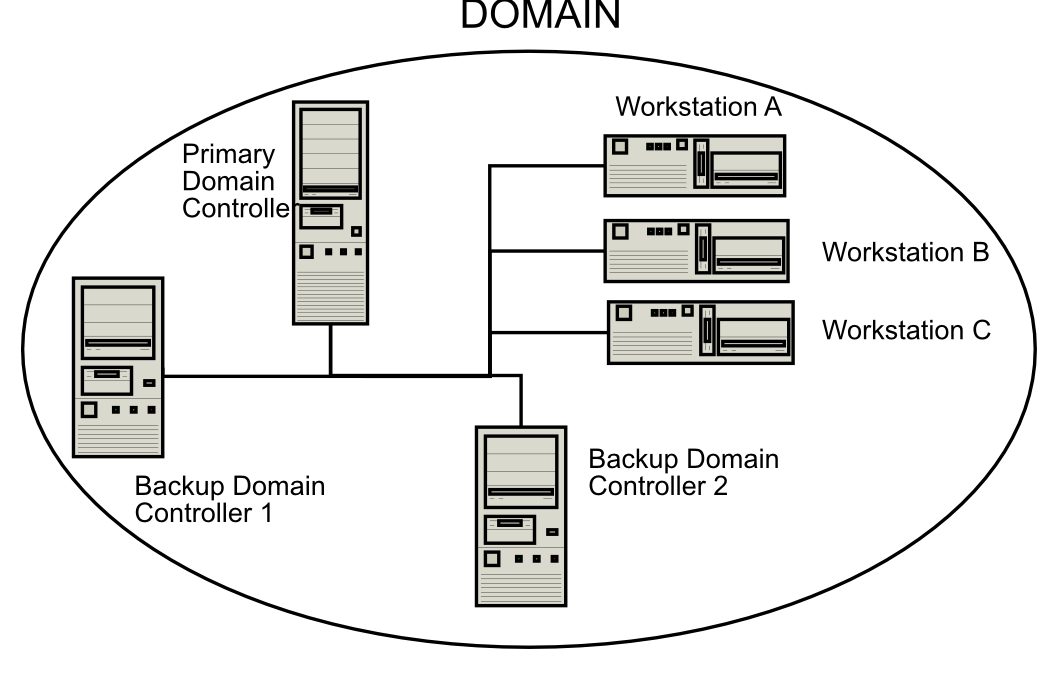 DOMAIN
Workstation A
Primary
Domain
Controller
Workstation B
Workstation C
Backup Domain
Controller 2
Backup Domain
Controller 1